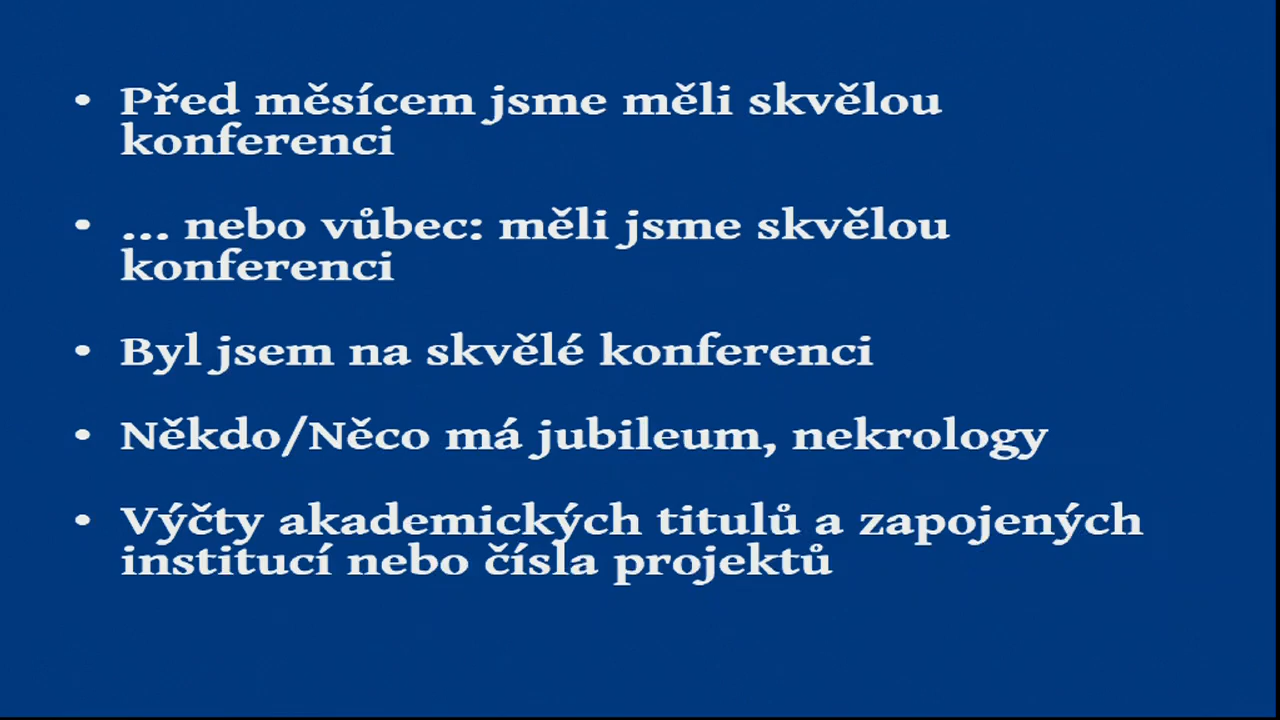 • Před měsícem jsme měli skvělou
konferenci
• ... nebo vůbec: měli jsme skvělou
konferenci
• Byl jsem na skvělé konferenci
• Někdo/Něco má jubileum, nekrology
• Výčty akademických titulů a zapojených
institucí nebo čísla projektů